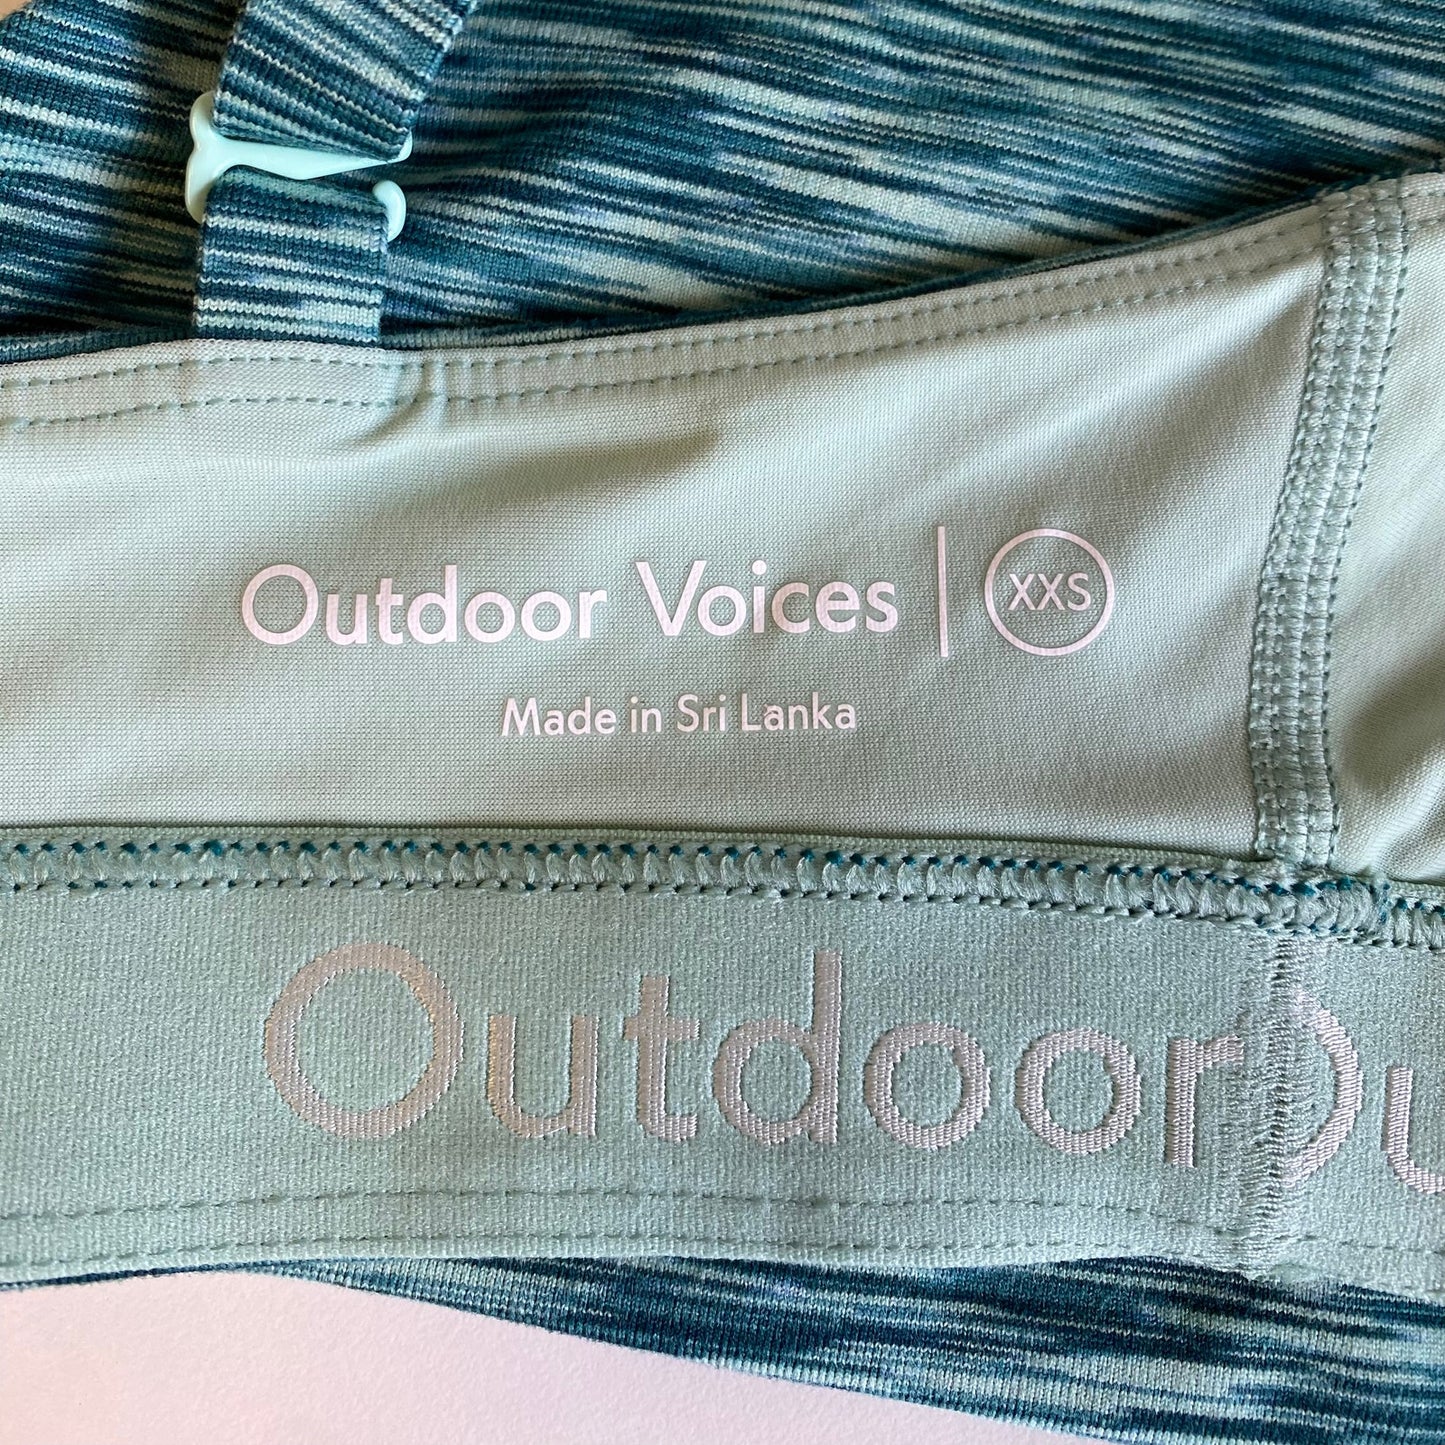 Outdoor Voices | XXS
Made in Sri Lanka
Outdoor